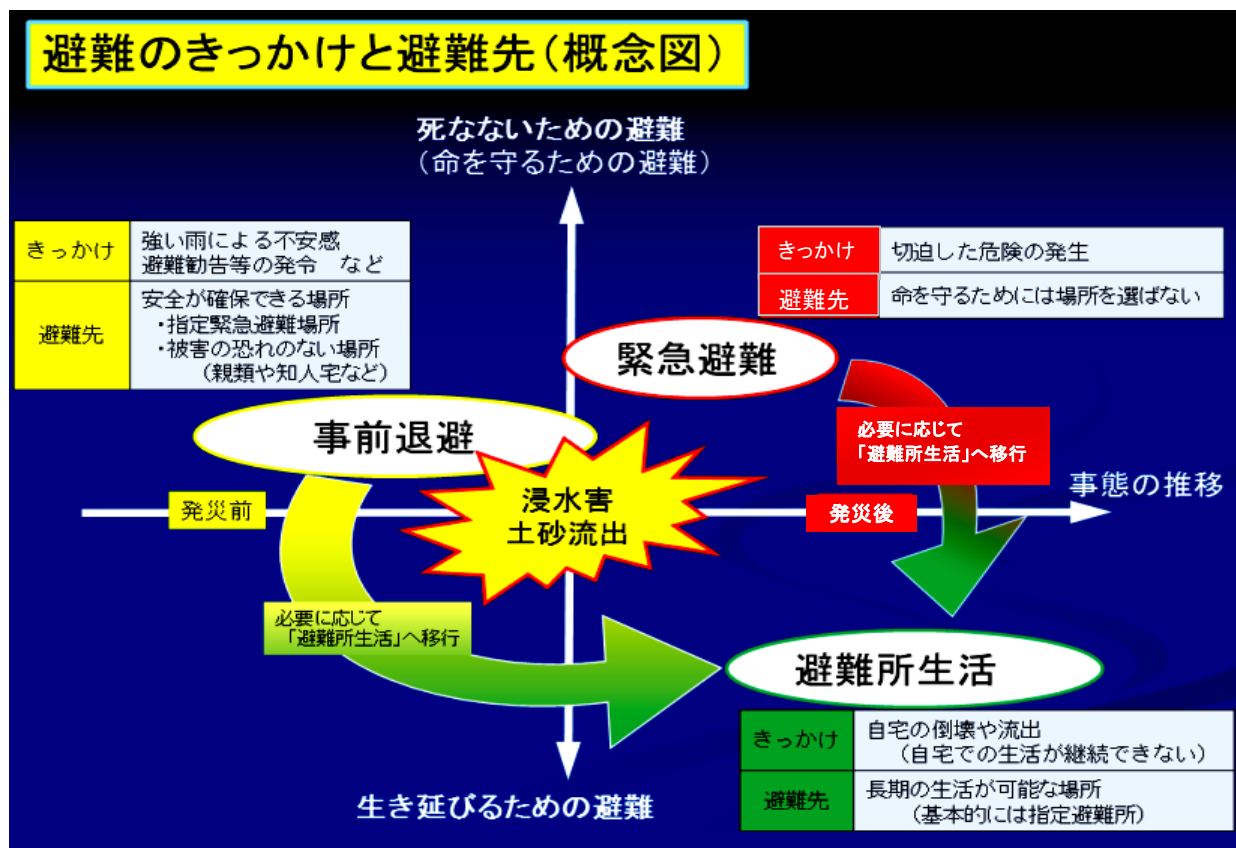 避難のきっかけと避難先(概念図)
死なないための避難
(命を守るための避難)
きっかけ
強い雨による不安感
避難勧告等の発令　など
避難先
安全が確保できる場所
・指定緊急避難場所
・被害の恐れのない場所
(親類や知人宅など)
きっかけ
切迫した危険の発生
避難先
命を守るためには場所を選ばない
緊急避難
事前退避
必要に応じて
「避難所生活」へ移行
事態の推移
発災前
浸水害
土砂流出
発災後
必要に応じて
「避難所生活」へ移行
避難所生活
きっかけ
自宅の倒壊や流出
(自宅での生活が継続できない)
避難先
長期の生活が可能な場所
(基本的には指定避難所)
生き延びるための避難